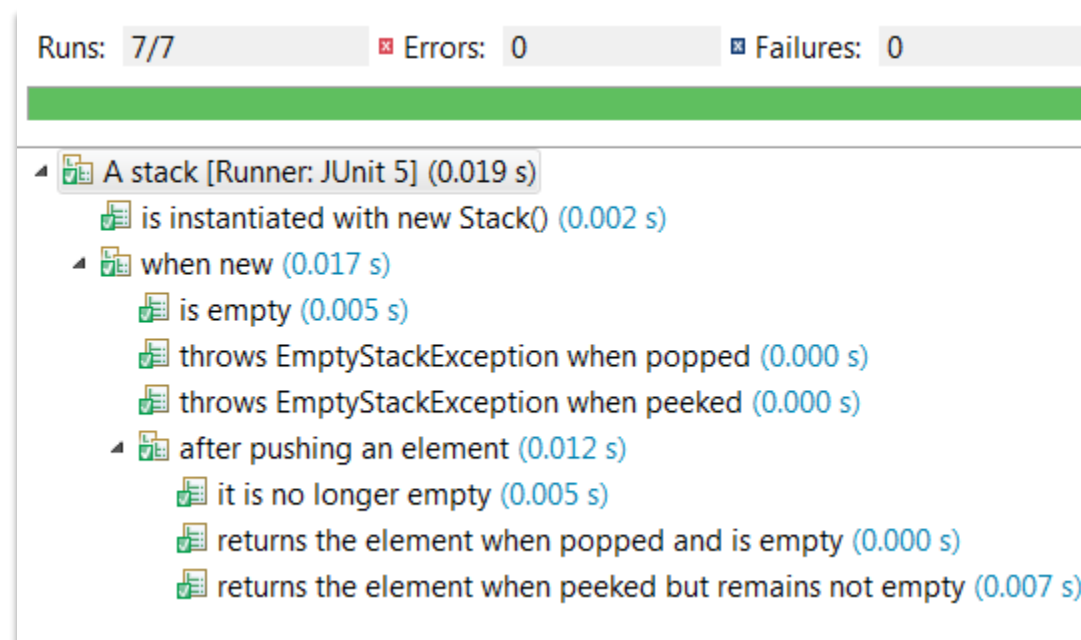 Runs: 7/7 Errors: 0 Failures: 0
A stack [Runner: JUnit 5] (0.019 s)
is instantiated with new Stack() (0.002 s)
when new (0.017 s)
is empty (0.005 s)
throws EmptyStackException when popped (0.000 s)
throws EmptyStackException when peeked (0.000 s)
after pushing an element (0.012 s)
it is no longer empty (0.005 s)
returns the element when popped and is empty (0.000 s)
returns the element when peeked but remains not empty (0.007 s)